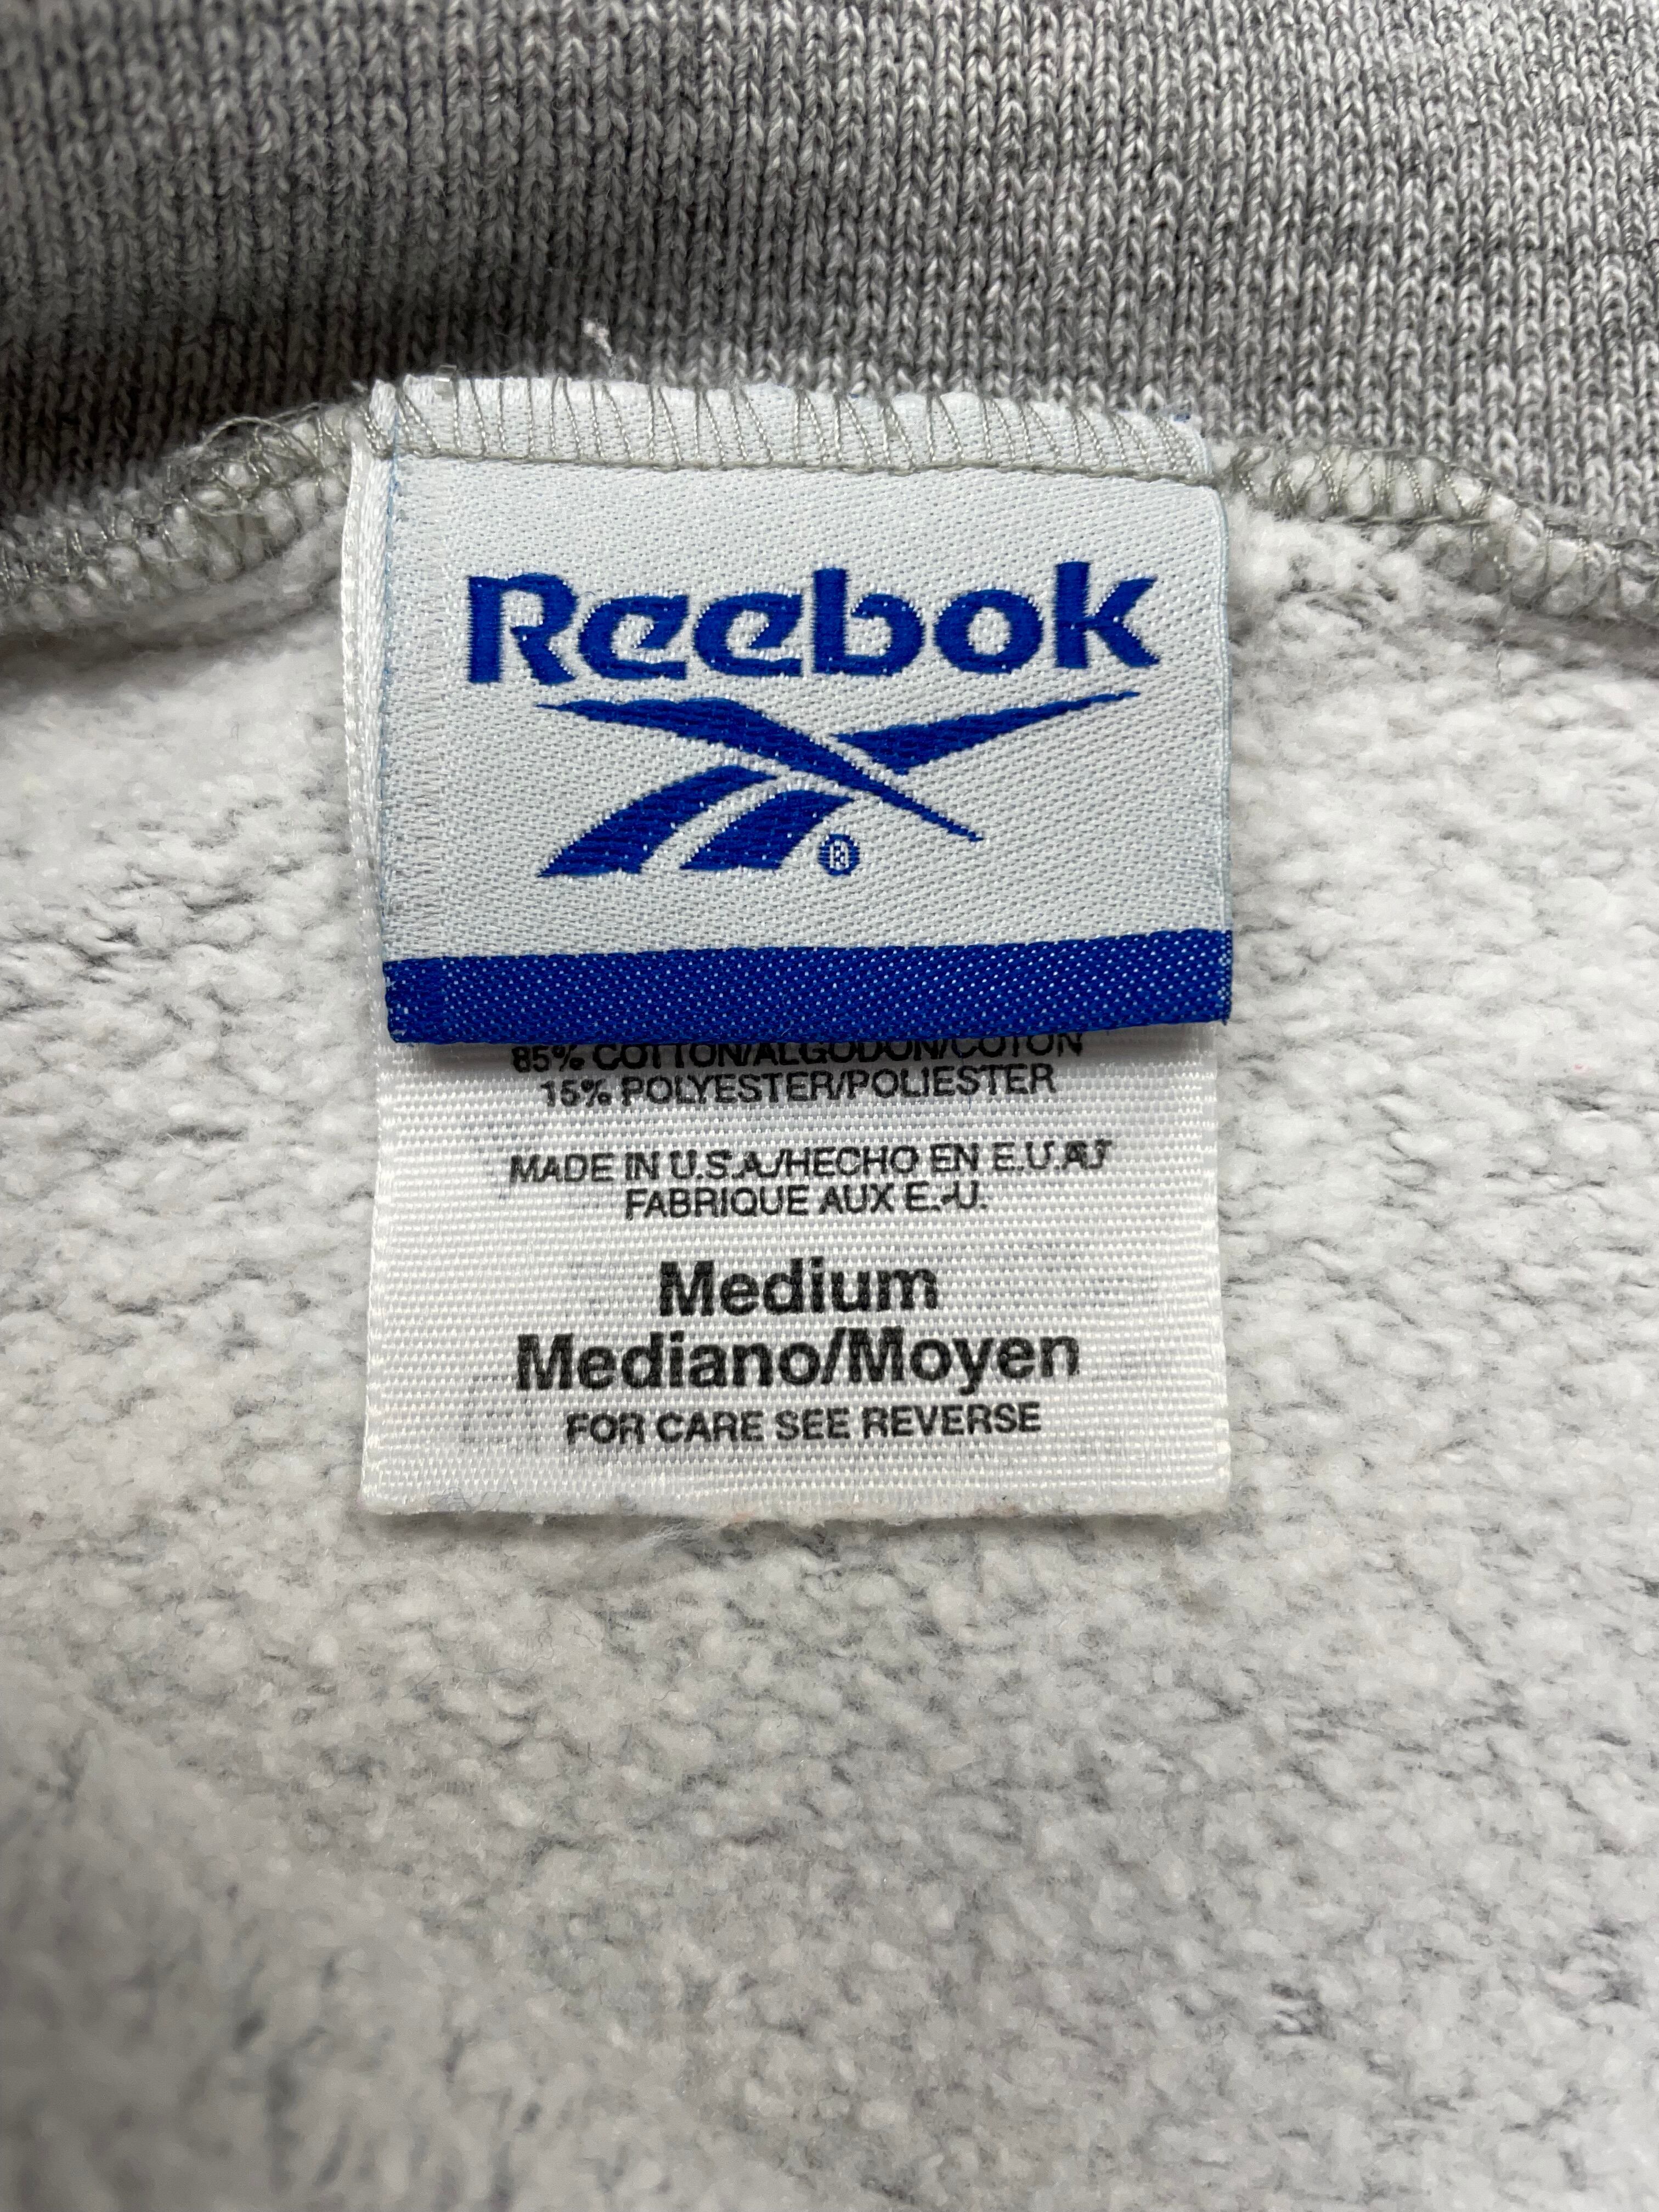 Reebok
®
85% COTTON/ALGODON/COTON
15% POLYESTER/POLIESTER
MADE IN U.S.A./HECHO EN E.U.A./
FABRIQUE AUX E.-U.
Medium
Mediano/Moyen
FOR CARE SEE REVERSE